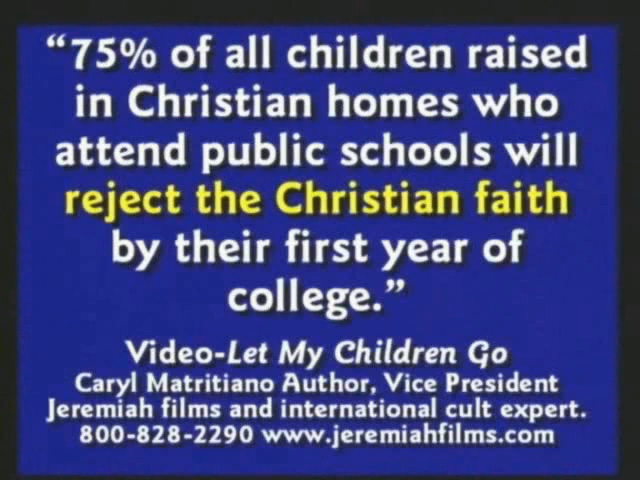 “75% of all children raised
in Christian homes who
attend public schools will
reject the Christian faith
by their first year of
college.”
Video-Let My Children Go
Caryl Matritiano Author, Vice President
Jeremiah films and international cult expert.
800-828-2290 www.jeremiahfilms.com